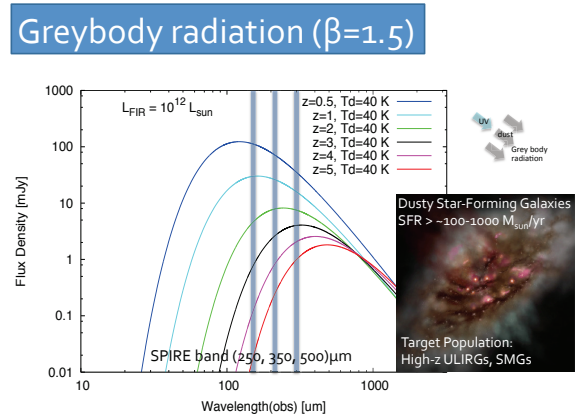 Greybody radiation (β=1.5)
1000
100
10
1
0.1
0.01
10
100
1000
Flux Density [mJy]
Wavelength(obs) [um]
L_FIR = 10^12 L_sun
z=0.5, Td=40 K
z=1, Td=40 K
z=2, Td=40 K
z=3, Td=40 K
z=4, Td=40 K
z=5, Td=40 K
SPIRE band (250, 350, 500)μm
UV
dust
Grey body
radiation
Dusty Star-Forming Galaxies
SFR > ~100-1000 M_sun/yr
Target Population:
High-z ULIRGs, SMGs